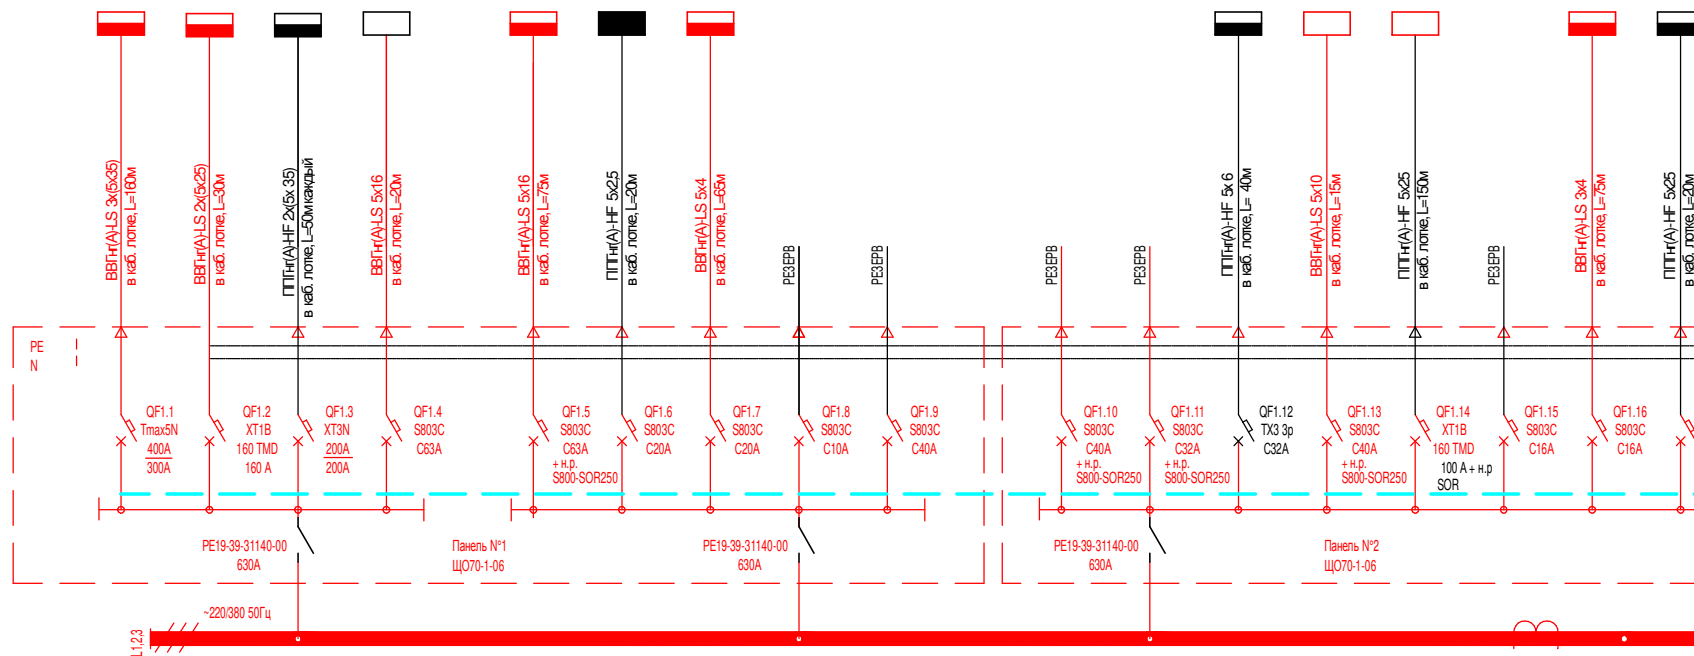 ВВГнг(А)-LS 3х(5х35)
в каб. лотке, L=160м
ВВГнг(А)-LS 2х(5х25)
в каб. лотке, L=30м
ППГнг(А)-HF 2х(5х 35)
в каб. лотке, L=50м каждый
ВВГнг(А)-LS 5х16
в каб. лотке, L=20м
ВВГнг(А)-LS 5х16
в каб. лотке, L=75м
ППГнг(А)-HF 5х2,5
в каб. лотке, L=20м
ВВГнг(А)-LS 5х4
в каб. лотке, L=65м
РЕЗЕРВ
РЕЗЕРВ
РЕЗЕРВ
РЕЗЕРВ
ППГнг(А)-HF 5х 6
в каб. лотке, L= 40м
ВВГнг(А)-LS 5х10
в каб. лотке, L=15м
ППГнг(А)-HF 5х25
в каб. лотке, L=150м
РЕЗЕРВ
ВВГнг(А)-LS 3х4
в каб. лотке, L=75м
ППГнг(А)-HF 5х25
в каб. лотке, L=20м
PE
N
QF1.1
Tmax5N
400A
300A
QF1.2
XT1B
160 TMD
160 A
QF1.3
XT3N
200A
200A
QF1.4
S803C
C63A
QF1.5
S803C
C63A
+ н.р.
S800-SOR250
QF1.6
S803C
C20A
QF1.7
S803C
C20A
QF1.8
S803C
C10A
QF1.9
S803C
C40A
QF1.10
S803C
C40A
+ н.р.
S800-SOR250
QF1.11
S803C
C32A
+ н.р.
S800-SOR250
QF1.12
TX3 3p
C32A
QF1.13
S803C
C40A
+ н.р.
S800-SOR250
QF1.14
XT1B
160 TMD
100 A + н.р
SOR
QF1.15
S803C
C16A
QF1.16
S803C
C16A
РЕ19-39-31140-00
630А
Панель №1
ЩО70-1-06
РЕ19-39-31140-00
630А
РЕ19-39-31140-00
630А
Панель №2
ЩО70-1-06
~220/380 50Гц
L1,2,3